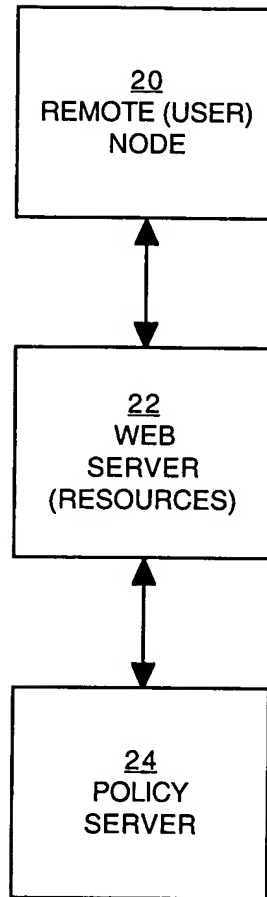 20
REMOTE (USER)
NODE
22
WEB
SERVER
(RESOURCES)
24
POLICY
SERVER